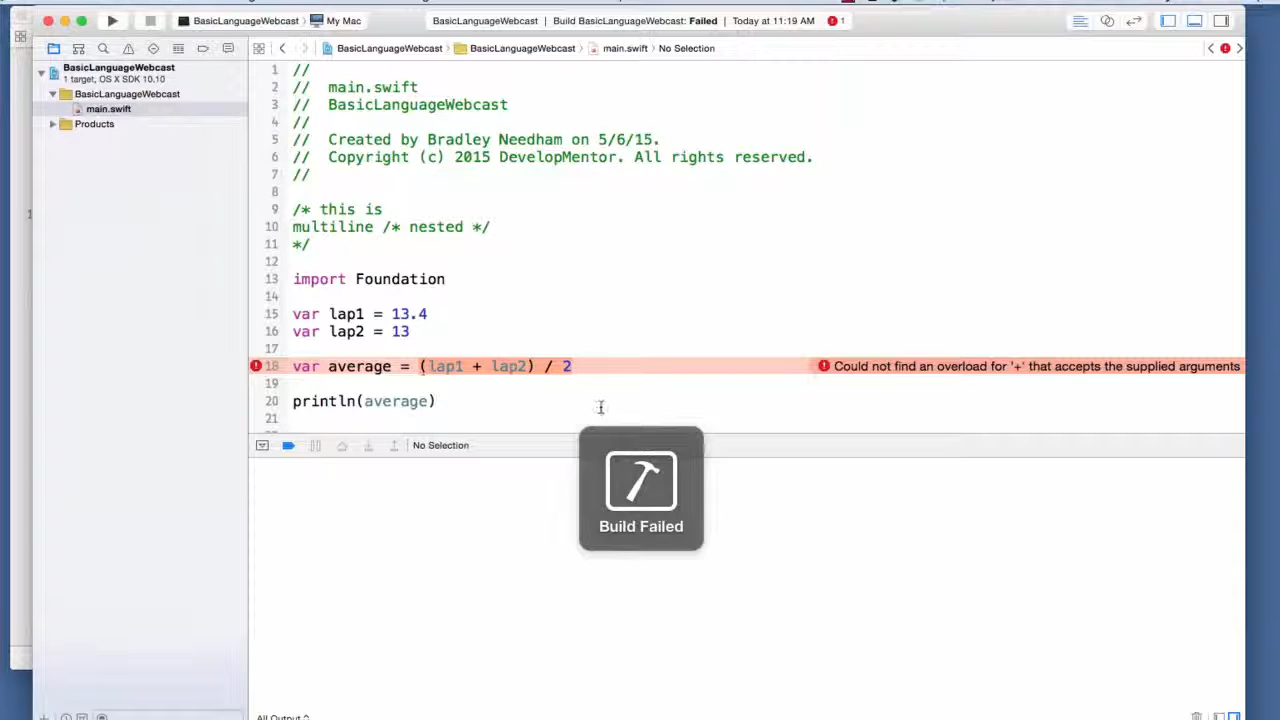 BasicLanguageWebcast My Mac BasicLanguageWebcast | Build BasicLanguageWebcast: Failed | Today at 11:19 AM 1
BasicLanguageWebcast BasicLanguageWebcast main.swift No Selection
BasicLanguageWebcast
1 target, OS X SDK 10.10
BasicLanguageWebcast
main.swift
Products
1 //
2 // main.swift
3 // BasicLanguageWebcast
4 //
5 // Created by Bradley Needham on 5/6/15.
6 // Copyright (c) 2015 DevelopMentor. All rights reserved.
7 //
8
9 /* this is
10 multiline /* nested */
11 */
12
13 import Foundation
14
15 var lap1 = 13.4
16 var lap2 = 13
17
18 var average = (lap1 + lap2) / 2 Could not find an overload for '+' that accepts the supplied arguments
19
20 println(average)
21
No Selection
Build Failed
All Output